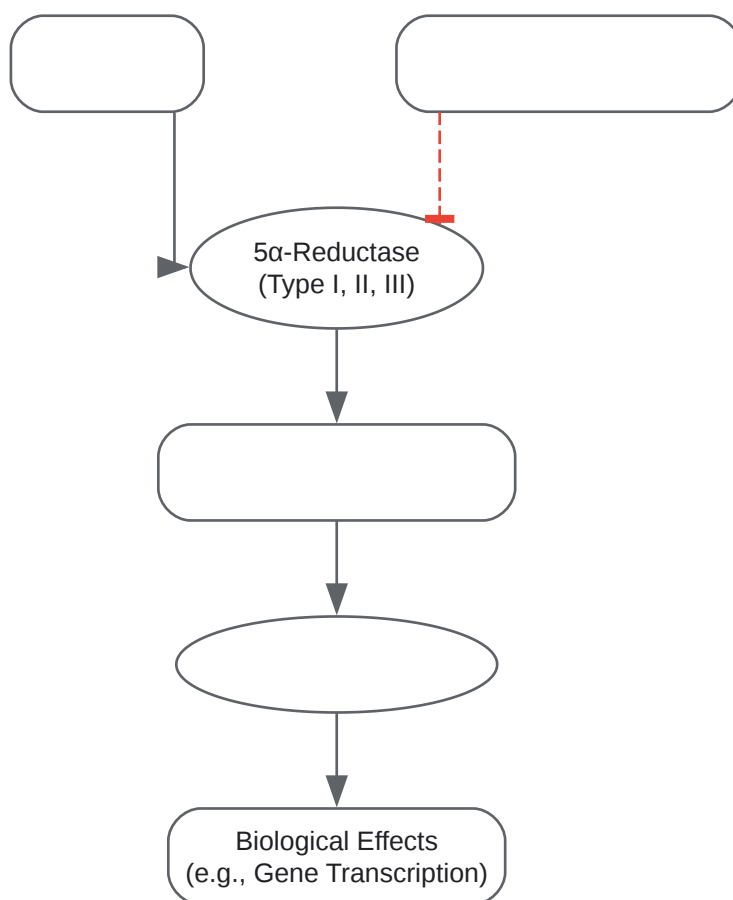 5α-Reductase
(Type I, II, III)
Biological Effects
(e.g., Gene Transcription)